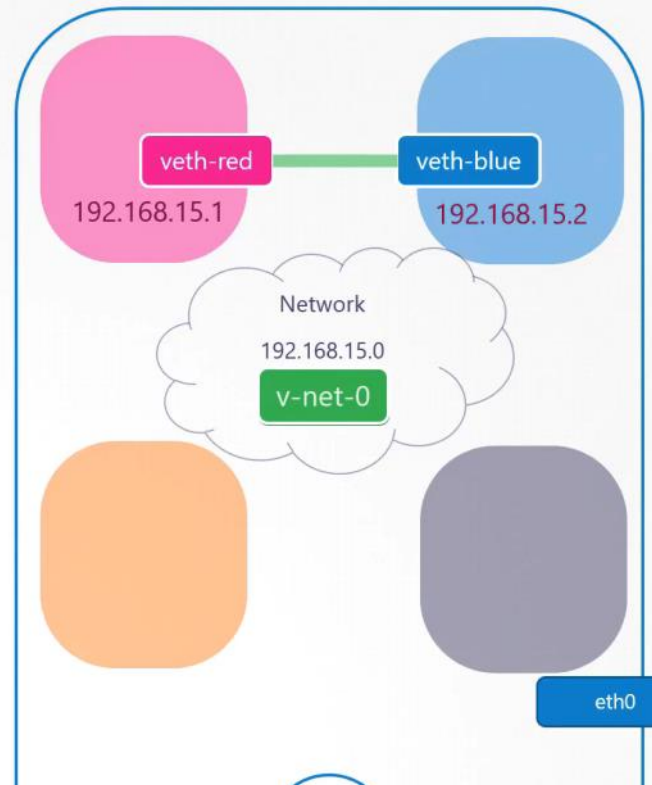 veth-red
veth-blue
192.168.15.1
192.168.15.2
Network
192.168.15.0
v-net-0
eth0